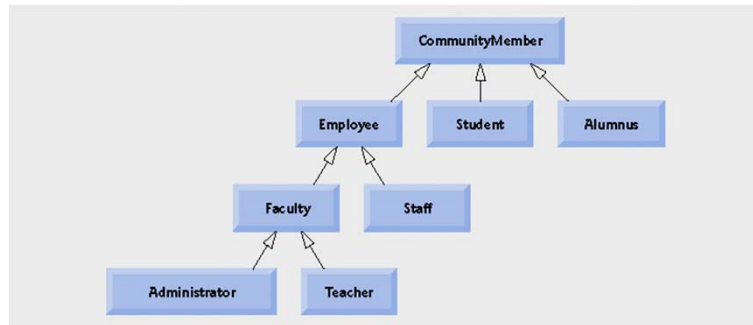 CommunityMember
Employee
Student
Alumnus
Faculty
Staff
Administrator
Teacher